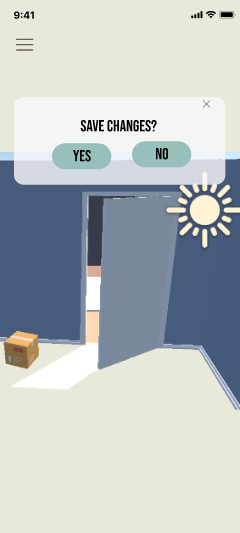 9:41
SAVE CHANGES?
YES
NO